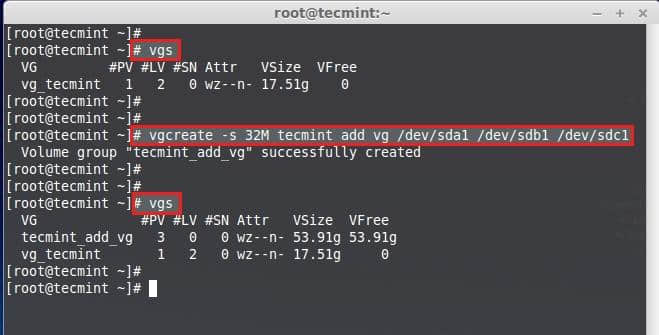 root@tecmint:~
[root@tecmint ~]#
[root@tecmint ~]# vgs
VG #PV #LV #SN Attr VSize VFree
vg_tecmint 1 2 0 wz--n- 17.51g 0
[root@tecmint ~]#
[root@tecmint ~]#
[root@tecmint ~]# vgcreate -s 32M tecmint add vg /dev/sda1 /dev/sdb1 /dev/sdc1
Volume group "tecmint_add_vg" successfully created
[root@tecmint ~]#
[root@tecmint ~]#
[root@tecmint ~]# vgs
VG #PV #LV #SN Attr VSize VFree
tecmint_add_vg 3 0 0 wz--n- 53.91g 53.91g
vg_tecmint 1 2 0 wz--n- 17.51g 0
[root@tecmint ~]#
[root@tecmint ~]#